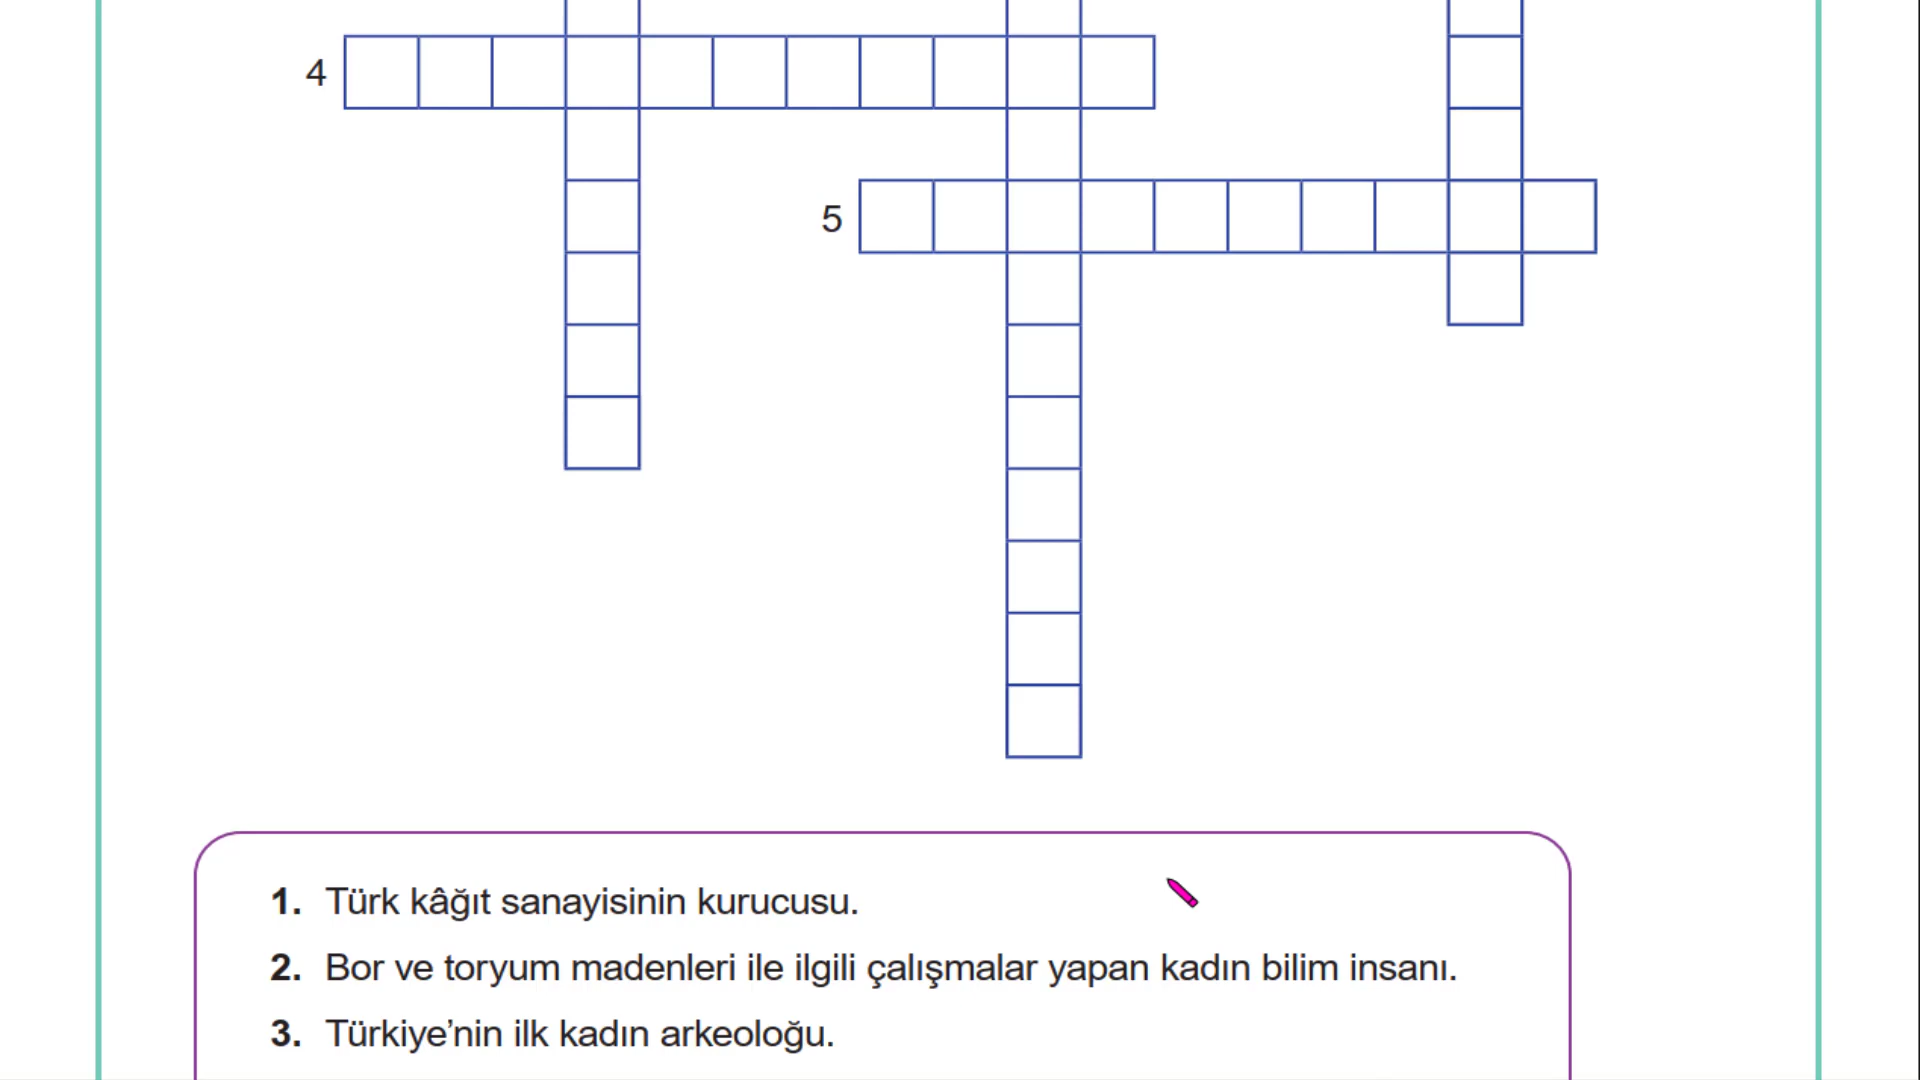 4
5
1. Türk kâğıt sanayisinin kurucusu.
2. Bor ve toryum madenleri ile ilgili çalışmalar yapan kadın bilim insanı.
3. Türkiye’nin ilk kadın arkeoloğu.